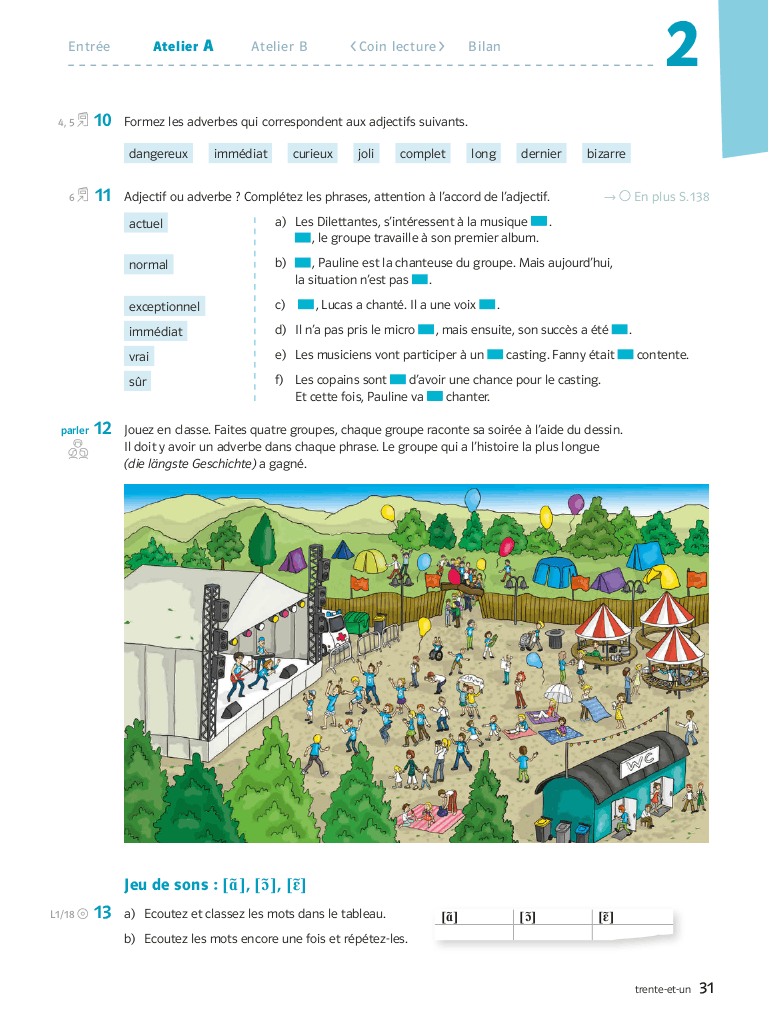 Entrée Atelier A Atelier B <Coin lecture> Bilan 2
4, 5 10 Formez les adverbes qui correspondent aux adjectifs suivants.
dangereux immédiat curieux joli complet long dernier bizarre
6 11 Adjectif ou adverbe ? Complétez les phrases, attention à l'accord de l'adjectif. → En plus S.138
actuel a) Les Dilettantes, s'intéressent à la musique .
, le groupe travaille à son premier album.
normal b) , Pauline est la chanteuse du groupe. Mais aujourd'hui,
la situation n'est pas .
exceptionnel c) , Lucas a chanté. Il a une voix .
immédiat d) Il n'a pas pris le micro , mais ensuite, son succès a été .
vrai e) Les musiciens vont participer à un casting. Fanny était contente.
sûr f) Les copains sont d'avoir une chance pour le casting.
Et cette fois, Pauline va chanter.
parler 12 Jouez en classe. Faites quatre groupes, chaque groupe raconte sa soirée à l'aide du dessin.
Il doit y avoir un adverbe dans chaque phrase. Le groupe qui a l'histoire la plus longue
(die längste Geschichte) a gagné.
WC
Jeu de sons : [ɑ̃], [ɔ̃], [ɛ̃]
L1/18 13 a) Ecoutez et classez les mots dans le tableau.
b) Ecoutez les mots encore une fois et répétez-les.
[ɑ̃] [ɔ̃] [ɛ̃]
trente-et-un 31